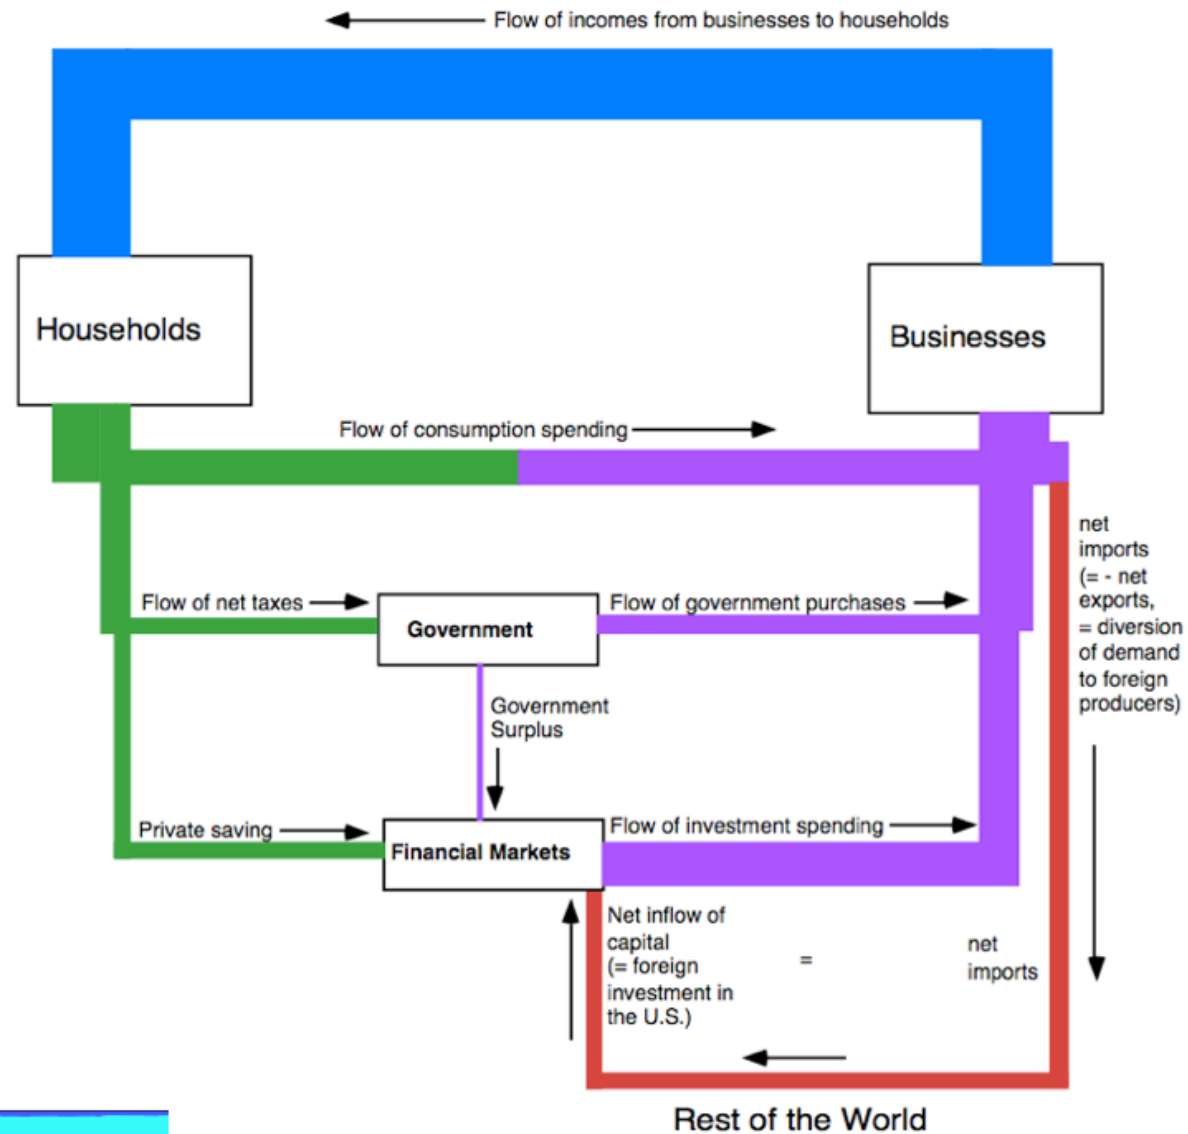 Flow of incomes from businesses to households
Households
Businesses
Flow of consumption spending
net
imports
(= - net
exports,
= diversion
of demand
to foreign
producers)
Flow of net taxes
Government
Flow of government purchases
Government
Surplus
Private saving
Financial Markets
Flow of investment spending
Net inflow of
capital
(= foreign
investment in
the U.S.)
=
net
imports
Rest of the World